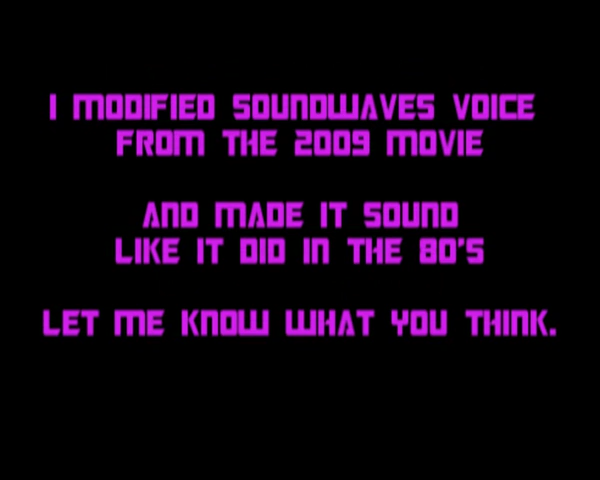 I MODIFIED SOUNDWAVES VOICE
FROM THE 2009 MOVIE
AND MADE IT SOUND
LIKE IT DID IN THE 80'S
LET ME KNOW WHAT YOU THINK.